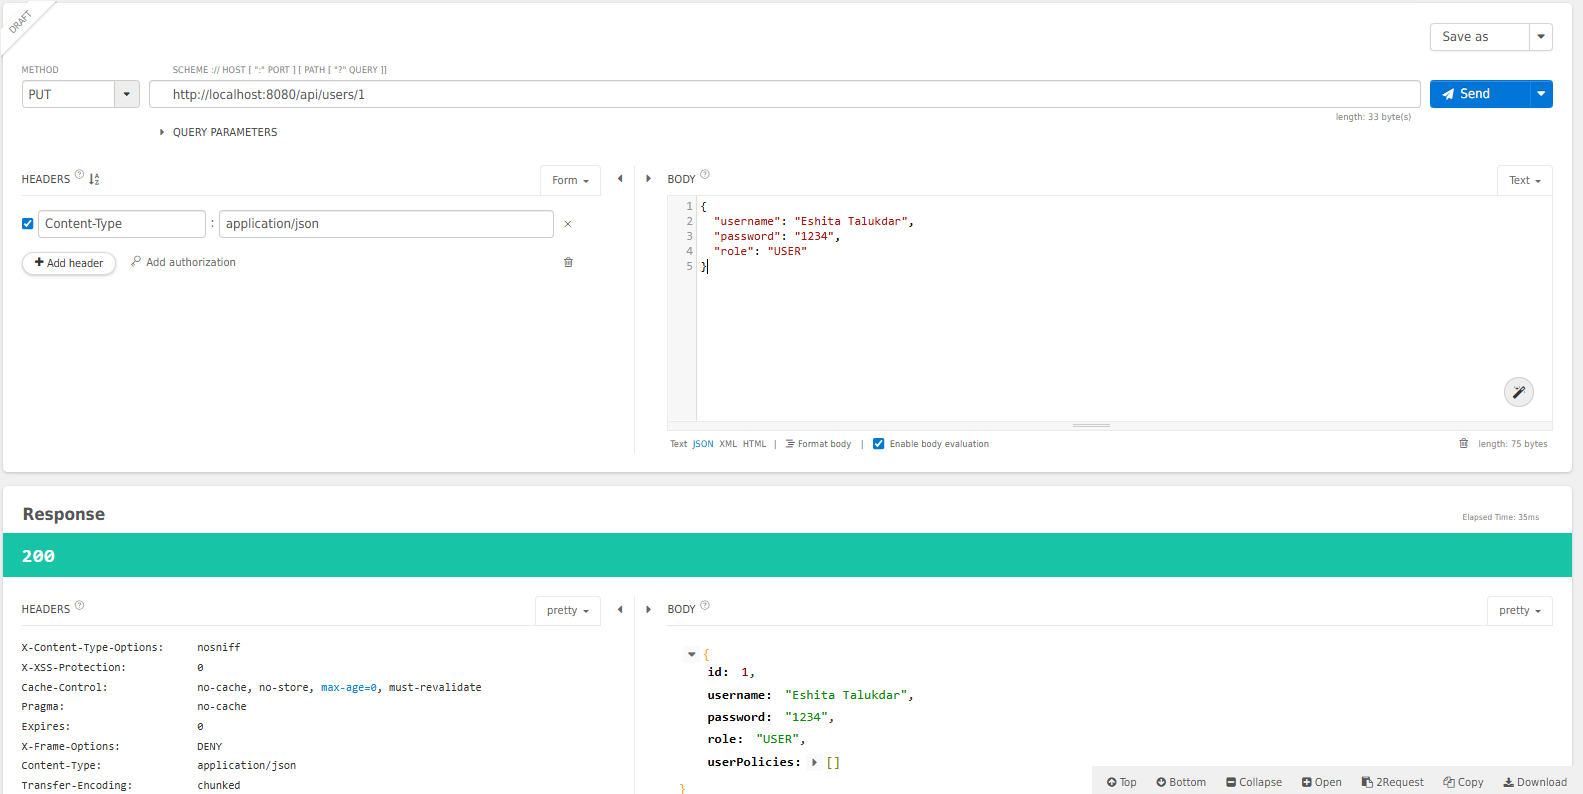 DRAFT
Save as
METHOD
SCHEME :// HOST [ ":" PORT ] [ PATH [ "?" QUERY ]]
PUT
http://localhost:8080/api/users/1
Send
length: 33 byte(s)
QUERY PARAMETERS
HEADERS ? Form
Content-Type : application/json ×
+ Add header Add authorization
BODY ? Text
1 {
2 "username": "Eshita Talukdar",
3 "password": "1234",
4 "role": "USER"
5 }
Text JSON XML HTML | Format body | Enable body evaluation length: 75 bytes
Response
Elapsed Time: 35ms
200
HEADERS ? pretty
X-Content-Type-Options: nosniff
X-XSS-Protection: 0
Cache-Control: no-cache, no-store, max-age=0, must-revalidate
Pragma: no-cache
Expires: 0
X-Frame-Options: DENY
Content-Type: application/json
Transfer-Encoding: chunked
BODY ? pretty
{
id: 1,
username: "Eshita Talukdar",
password: "1234",
role: "USER",
userPolicies: []
}
Top Bottom Collapse Open 2Request Copy Download